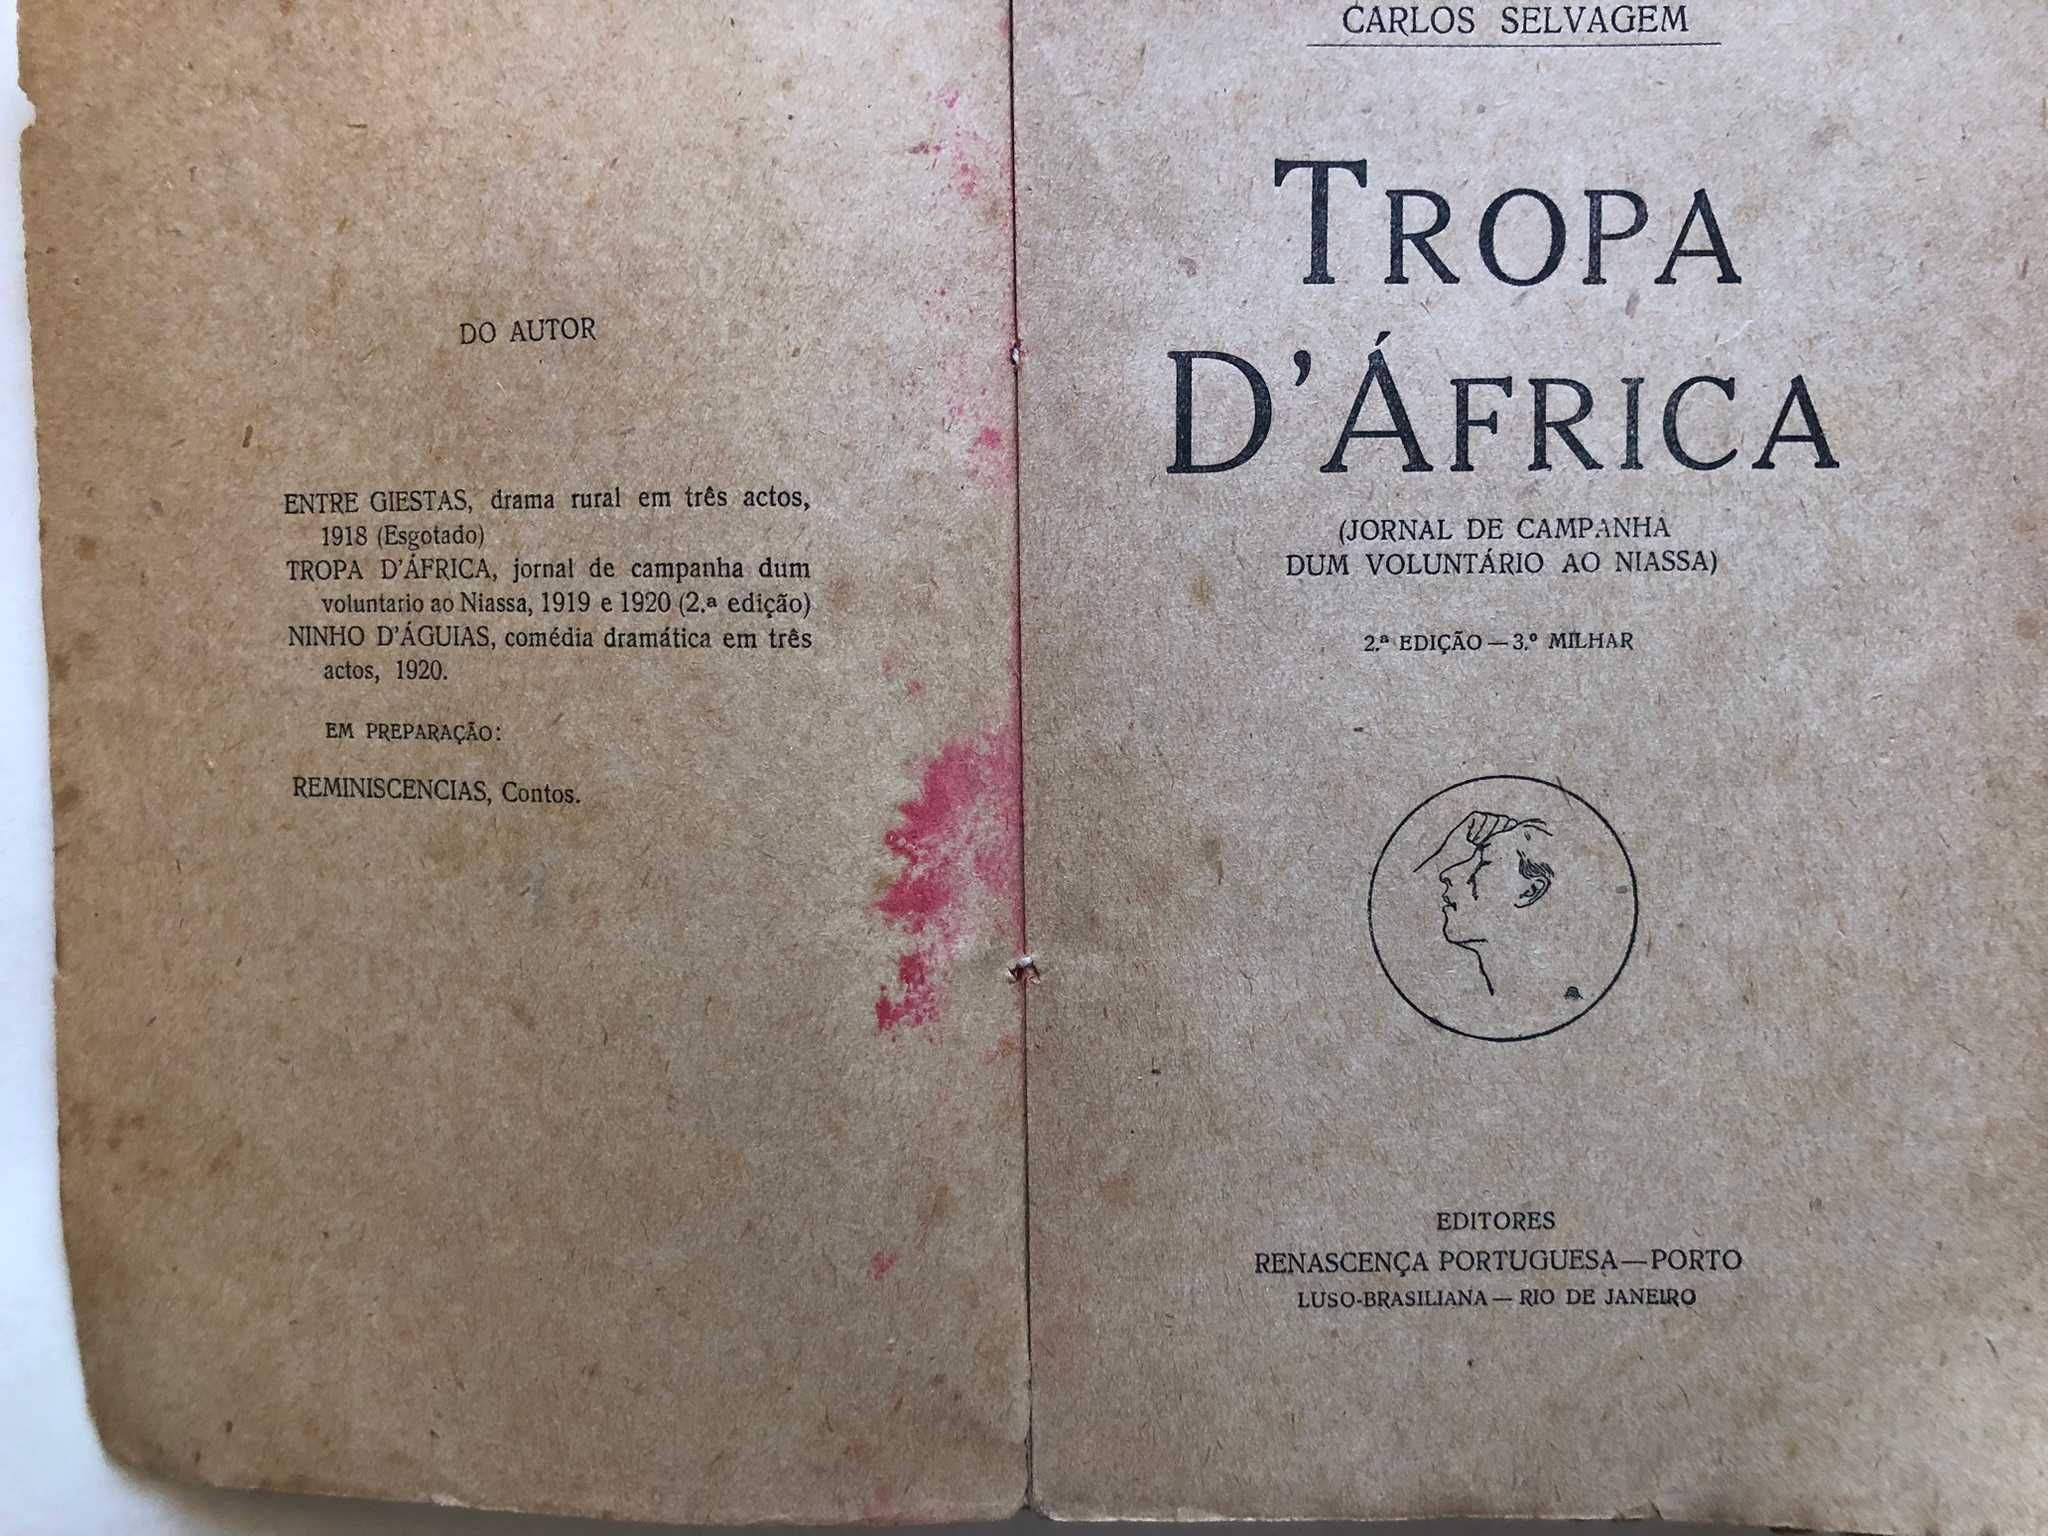 DO AUTOR
ENTRE GIESTAS, drama rural em três actos,
1918 (Esgotado)
TROPA D'ÁFRICA, jornal de campanha dum
voluntario ao Niassa, 1919 e 1920 (2.ª edição)
NINHO D'ÁGUIAS, comédia dramática em três
actos, 1920.
EM PREPARAÇÃO:
REMINISCENCIAS, Contos.
CARLOS SELVAGEM
TROPA
D'ÁFRICA
(JORNAL DE CAMPANHA
DUM VOLUNTÁRIO AO NIASSA)
2.ª EDIÇÃO — 3.º MILHAR
EDITORES
RENASCENÇA PORTUGUESA—PORTO
LUSO-BRASILIANA — RIO DE JANEIRO